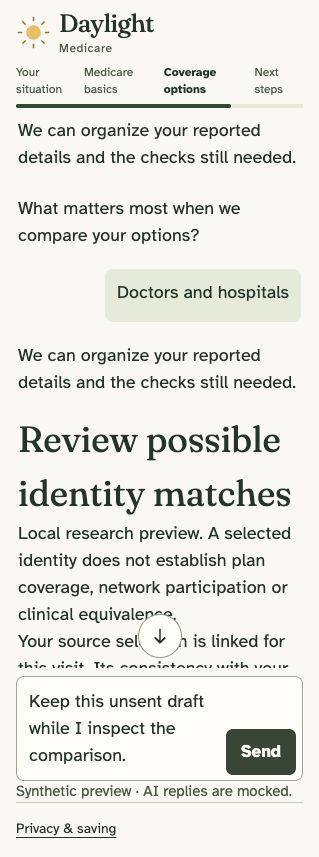 Daylight
Medicare
Your situation
Medicare basics
Coverage options
Next steps
We can organize your reported
details and the checks still needed.
What matters most when we
compare your options?
Doctors and hospitals
We can organize your reported
details and the checks still needed.
Review possible
identity matches
Local research preview. A selected
identity does not establish plan
coverage, network participation or
clinical equivalence.
Your source sel n is linked for
this visit. Its consistency with your
Keep this unsent draft
while I inspect the
comparison.
Send
Synthetic preview · AI replies are mocked.
Privacy & saving